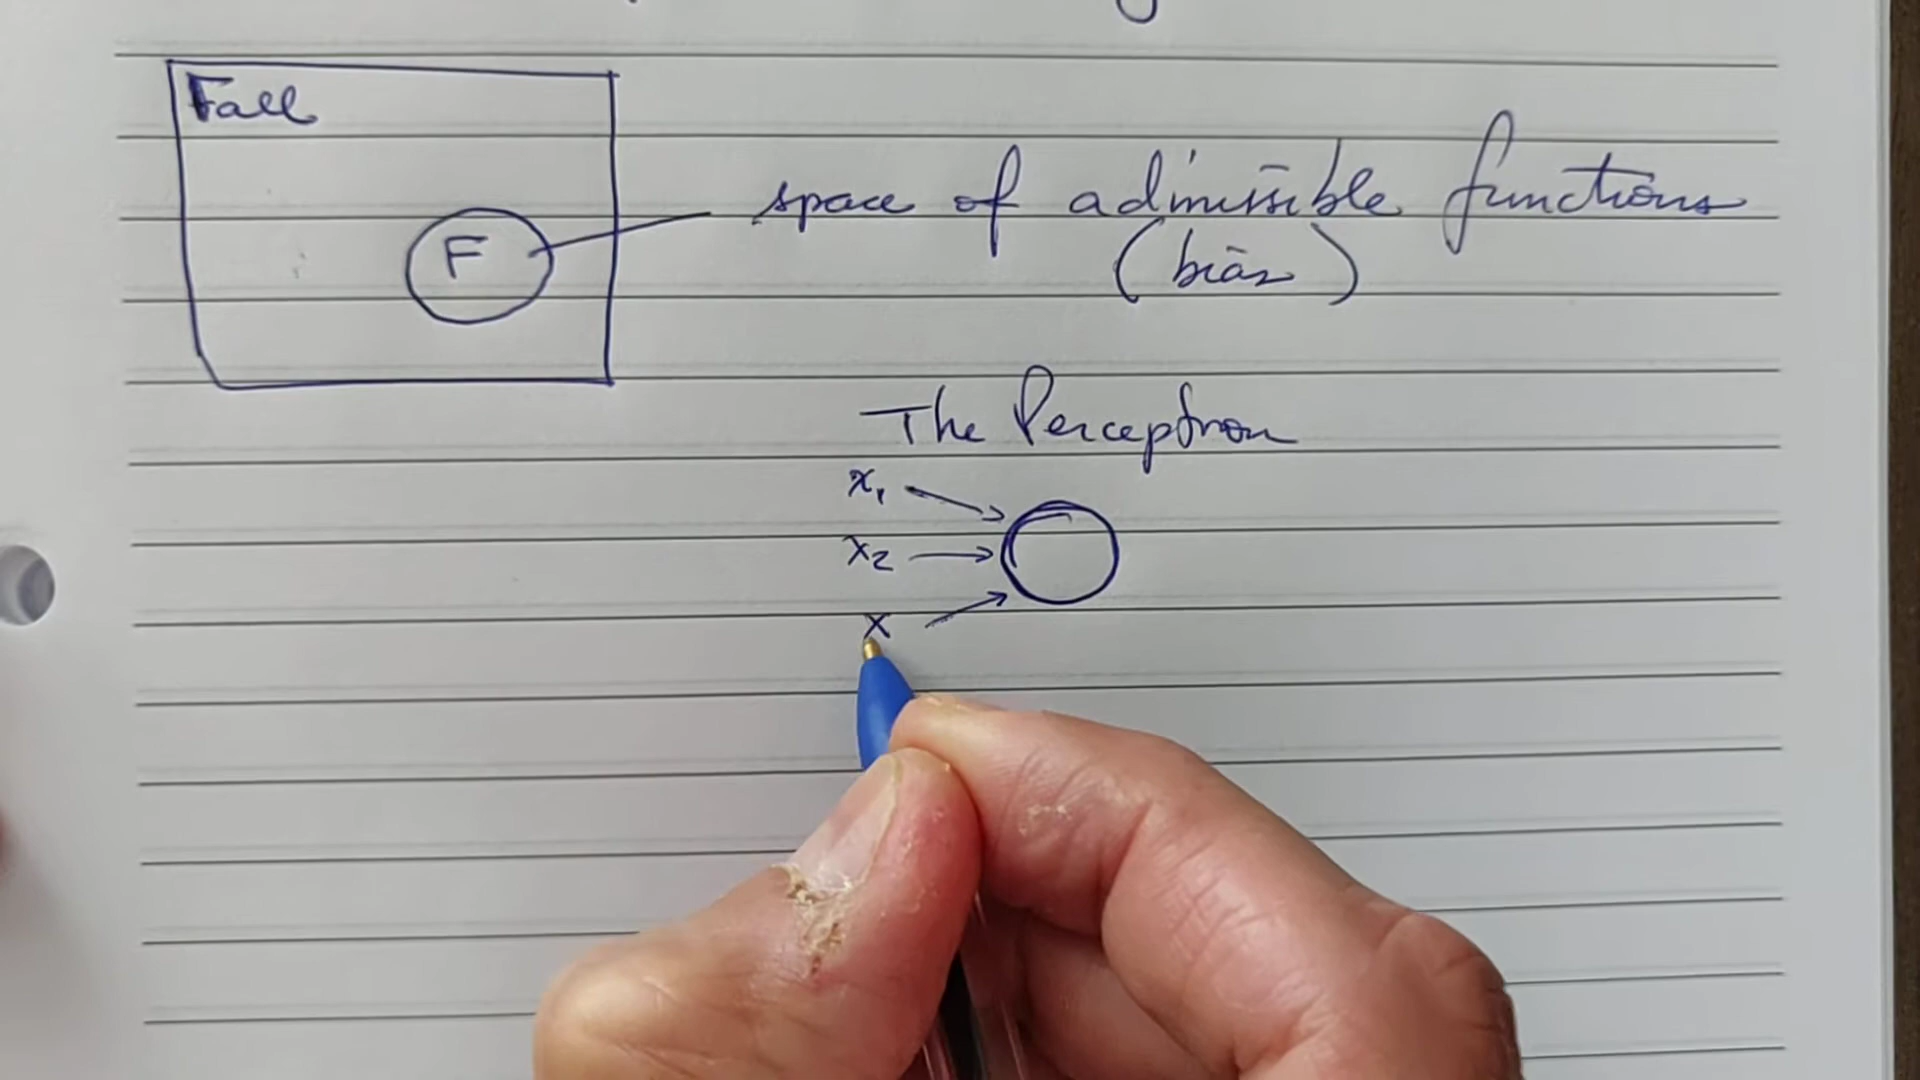 Fall
space of admissible functions
F
(bias)
The Perceptron
x1
x2
x